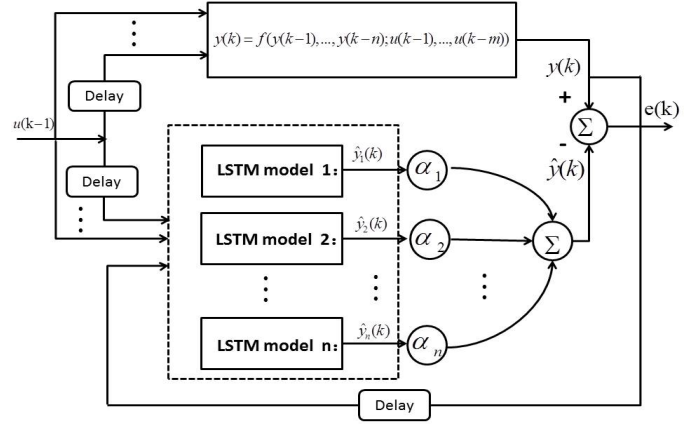 y(k) = f(y(k−1),...,y(k−n);u(k−1),...,u(k−m))
y(k)
Delay
+
e(k)
u(k−1)
Σ
-
Delay
ŷ(k)
LSTM model 1:
ŷ₁(k)
α₁
LSTM model 2:
ŷ₂(k)
α₂
Σ
LSTM model n:
ŷₙ(k)
αₙ
Delay